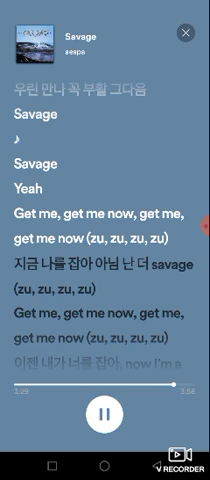 Savage
aespa
우린 만나 꼭 부활 그다음
Savage
♪
Savage
Yeah
Get me, get me now, get me,
get me now (zu, zu, zu, zu)
지금 나를 잡아 아님 난 더 savage
(zu, zu, zu, zu)
Get me, get me now, get me,
get me now (zu, zu, zu, zu)
이젠 내가 너를 잡아, now I'm a
3:29
3:58
V RECORDER